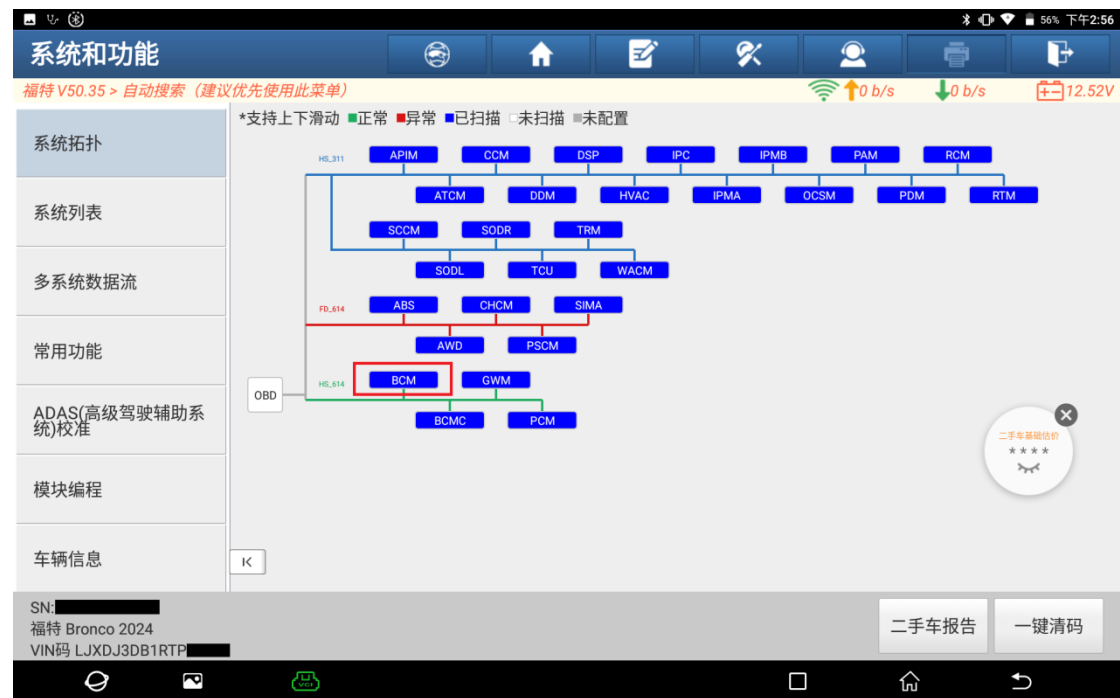 56% 下午2:56
系统和功能
福特 V50.35 > 自动搜索（建议优先使用此菜单）
0 b/s
0 b/s
12.52V
系统拓扑
系统列表
多系统数据流
常用功能
ADAS(高级驾驶辅助系
统)校准
模块编程
车辆信息
*支持上下滑动 正常 异常 已扫描 未扫描 未配置
HS_311
APIM CCM DSP IPC IPMB PAM RCM
ATCM DDM HVAC IPMA OCSM PDM RTM
SCCM SODR TRM
SODL TCU WACM
FD_614
ABS CHCM SIMA
AWD PSCM
OBD
HS_614
BCM GWM
BCMC PCM
二手车基础估价
****
SN:
福特 Bronco 2024
VIN码 LJXDJ3DB1RTP
二手车报告
一键清码
VCI